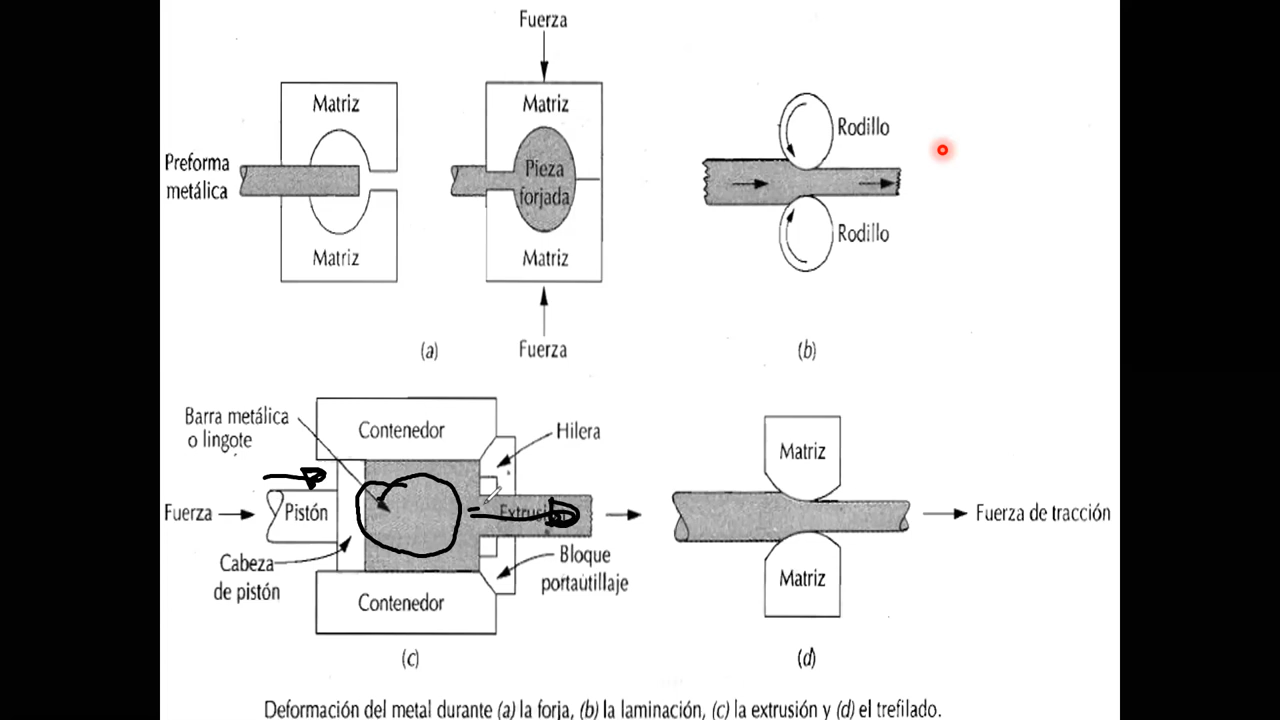 Fuerza
Matriz
Matriz
Preforma
metálica
Pieza
forjada
Matriz
Matriz
Fuerza
(a)
Rodillo
Rodillo
(b)
Barra metálica
o lingote
Contenedor
Hilera
Fuerza
Pistón
Extrusión
Cabeza
de pistón
Bloque
portautillaje
Contenedor
(c)
Matriz
Fuerza de tracción
Matriz
(d)
Deformación del metal durante (a) la forja, (b) la laminación, (c) la extrusión y (d) el trefilado.